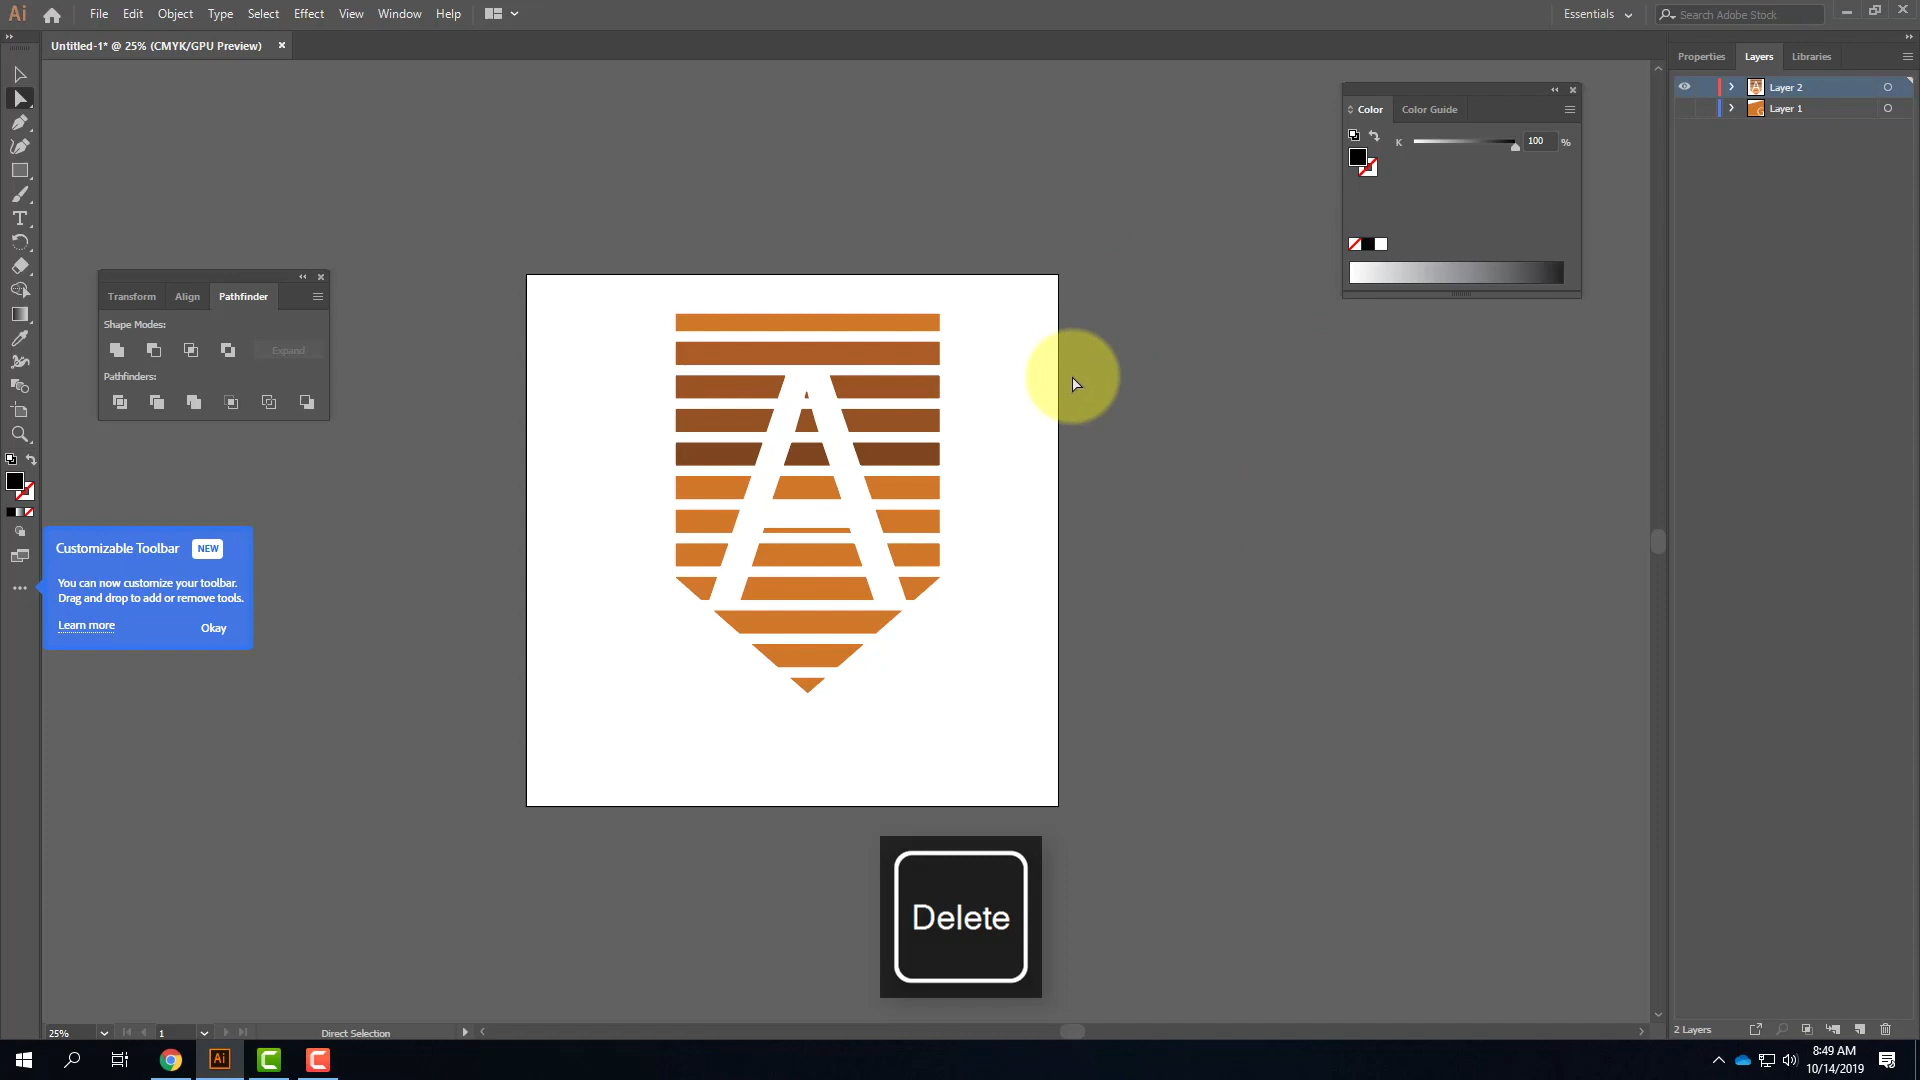 Ai File Edit Object Type Select Effect View Window Help Essentials Search Adobe Stock
Untitled-1* @ 25% (CMYK/GPU Preview)
Properties Layers Libraries
Layer 2
Layer 1
Color Color Guide
K 100 %
Transform Align Pathfinder
Shape Modes:
Expand
Pathfinders:
A
Customizable Toolbar NEW
You can now customize your toolbar.
Drag and drop to add or remove tools.
Learn more Okay
Delete
25% 1 Direct Selection
2 Layers
Ai
8:49 AM
10/14/2019